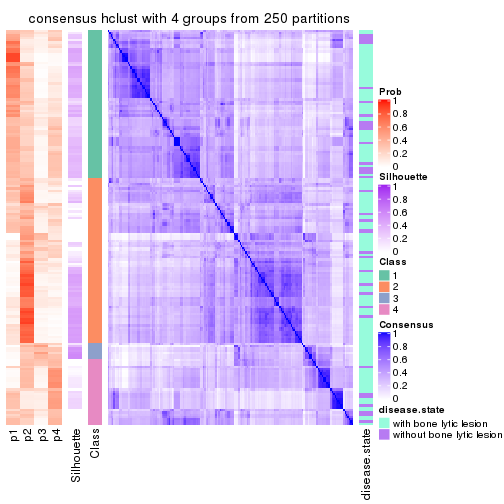 consensus hclust with 4 groups from 250 partitions
Prob
1
0.8
0.6
0.4
0.2
0
Silhouette
1
0.8
0.6
0.4
0.2
0
Class
1
2
3
4
Consensus
1
0.8
0.6
0.4
0.2
0
disease.state
with bone lytic lesion
without bone lytic lesion
p1
p2
p3
p4
Silhouette
Class
disease.state